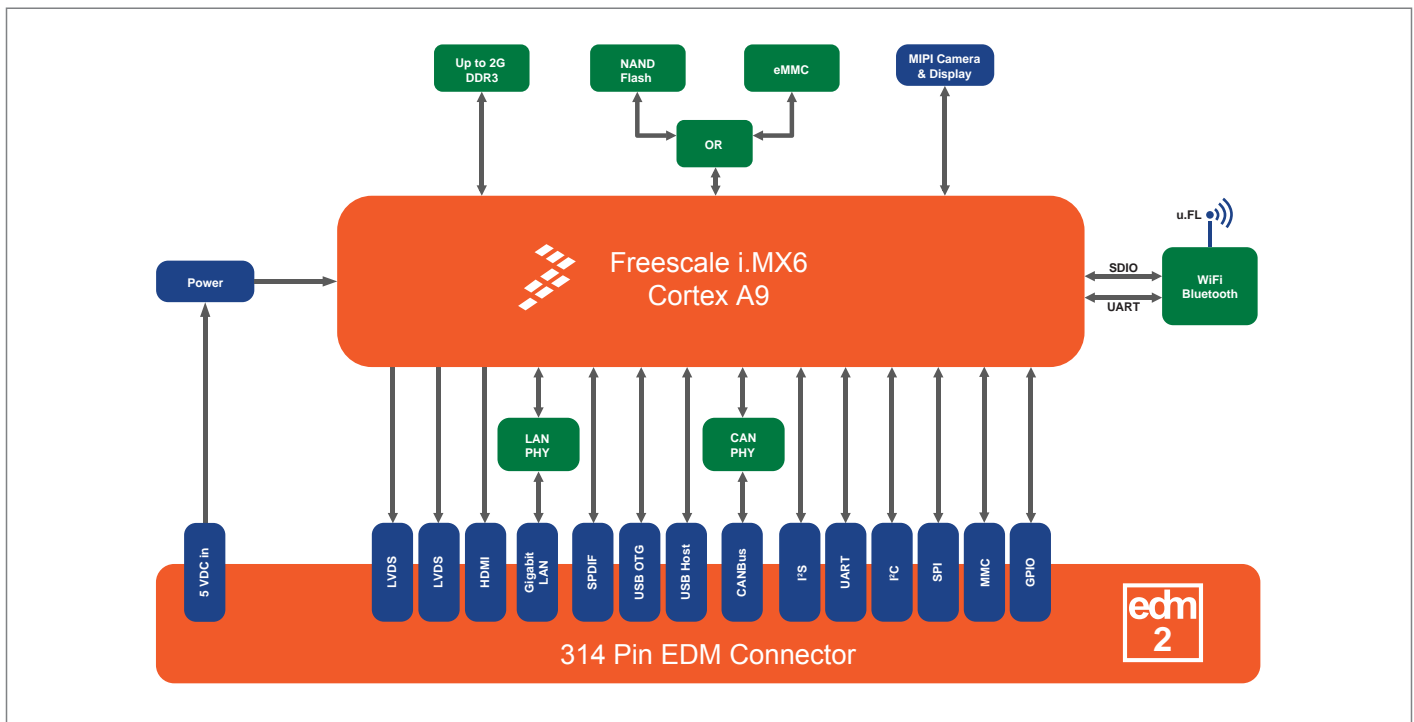 Up to 2G
DDR3
NAND
Flash
eMMC
MIPI Camera
& Display
OR
u.FL
Freescale i.MX6
Cortex A9
Power
SDIO
UART
WiFi
Bluetooth
LAN
PHY
CAN
PHY
5 VDC in
LVDS
LVDS
HDMI
Gigabit
LAN
SPDIF
USB OTG
USB Host
CANBus
I²S
UART
I²C
SPI
MMC
GPIO
edm
2
314 Pin EDM Connector